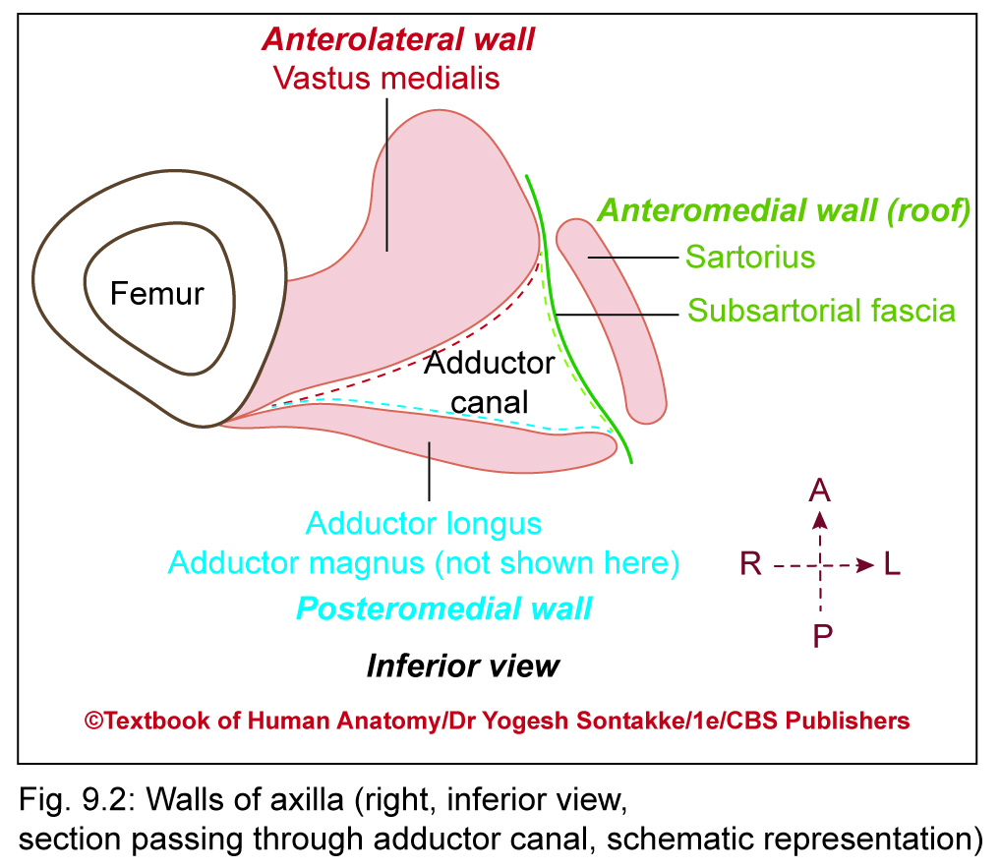 Anterolateral wall
Vastus medialis
Anteromedial wall (roof)
Sartorius
Femur
Subsartorial fascia
Adductor
canal
A
Adductor longus
R
L
Adductor magnus (not shown here)
Posteromedial wall
P
Inferior view
©Textbook of Human Anatomy/Dr Yogesh Sontakke/1e/CBS Publishers
Fig. 9.2: Walls of axilla (right, inferior view,
section passing through adductor canal, schematic representation)